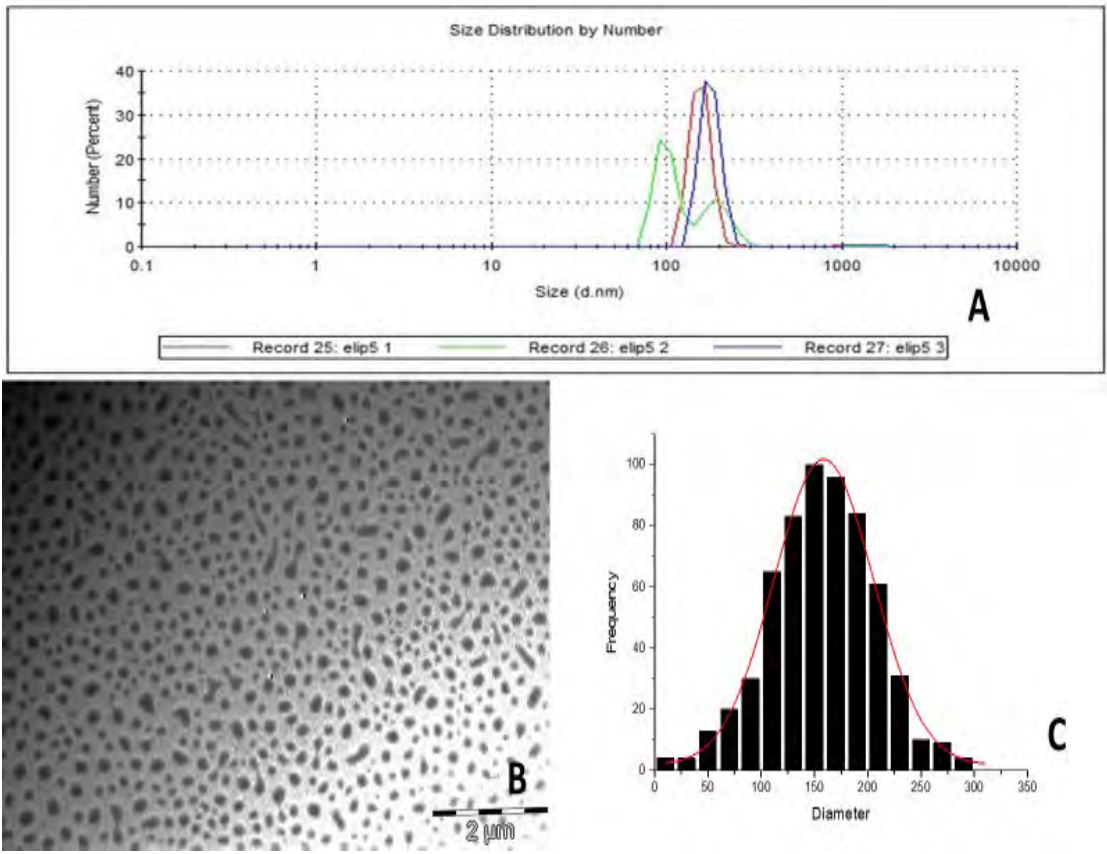 Size Distribution by Number
Number (Percent)
40
30
20
10
0
0.1 1 10 100 1000 10000
Size (d.nm)
A
Record 25: elip5 1 Record 26: elip5 2 Record 27: elip5 3
B
2 µm
Frequency
100
80
60
40
20
0
0 50 100 150 200 250 300 350
Diameter
C